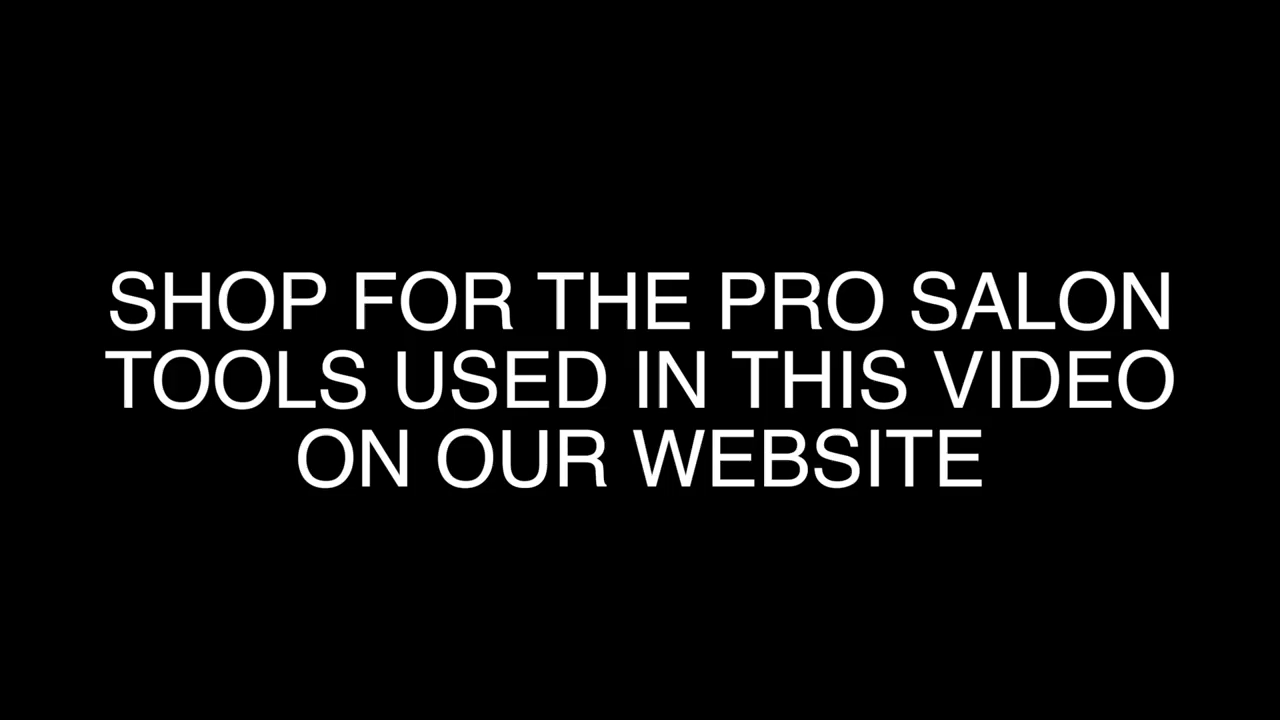 SHOP FOR THE PRO SALON
TOOLS USED IN THIS VIDEO
ON OUR WEBSITE